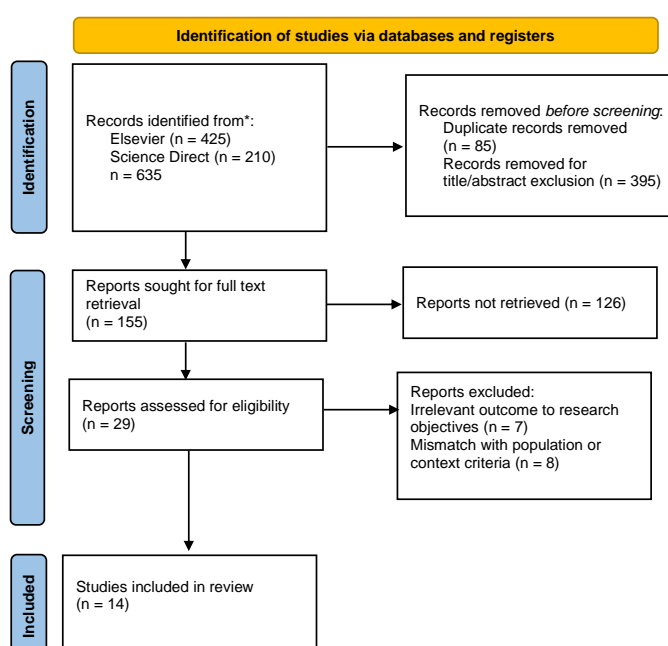 Identification of studies via databases and registers
Identification
Records identified from*:
Elsevier (n = 425)
Science Direct (n = 210)
n = 635
Records removed before screening:
Duplicate records removed
(n = 85)
Records removed for
title/abstract exclusion (n = 395)
Screening
Reports sought for full text
retrieval
(n = 155)
Reports not retrieved (n = 126)
Reports assessed for eligibility
(n = 29)
Reports excluded:
Irrelevant outcome to research
objectives (n = 7)
Mismatch with population or
context criteria (n = 8)
Included
Studies included in review
(n = 14)